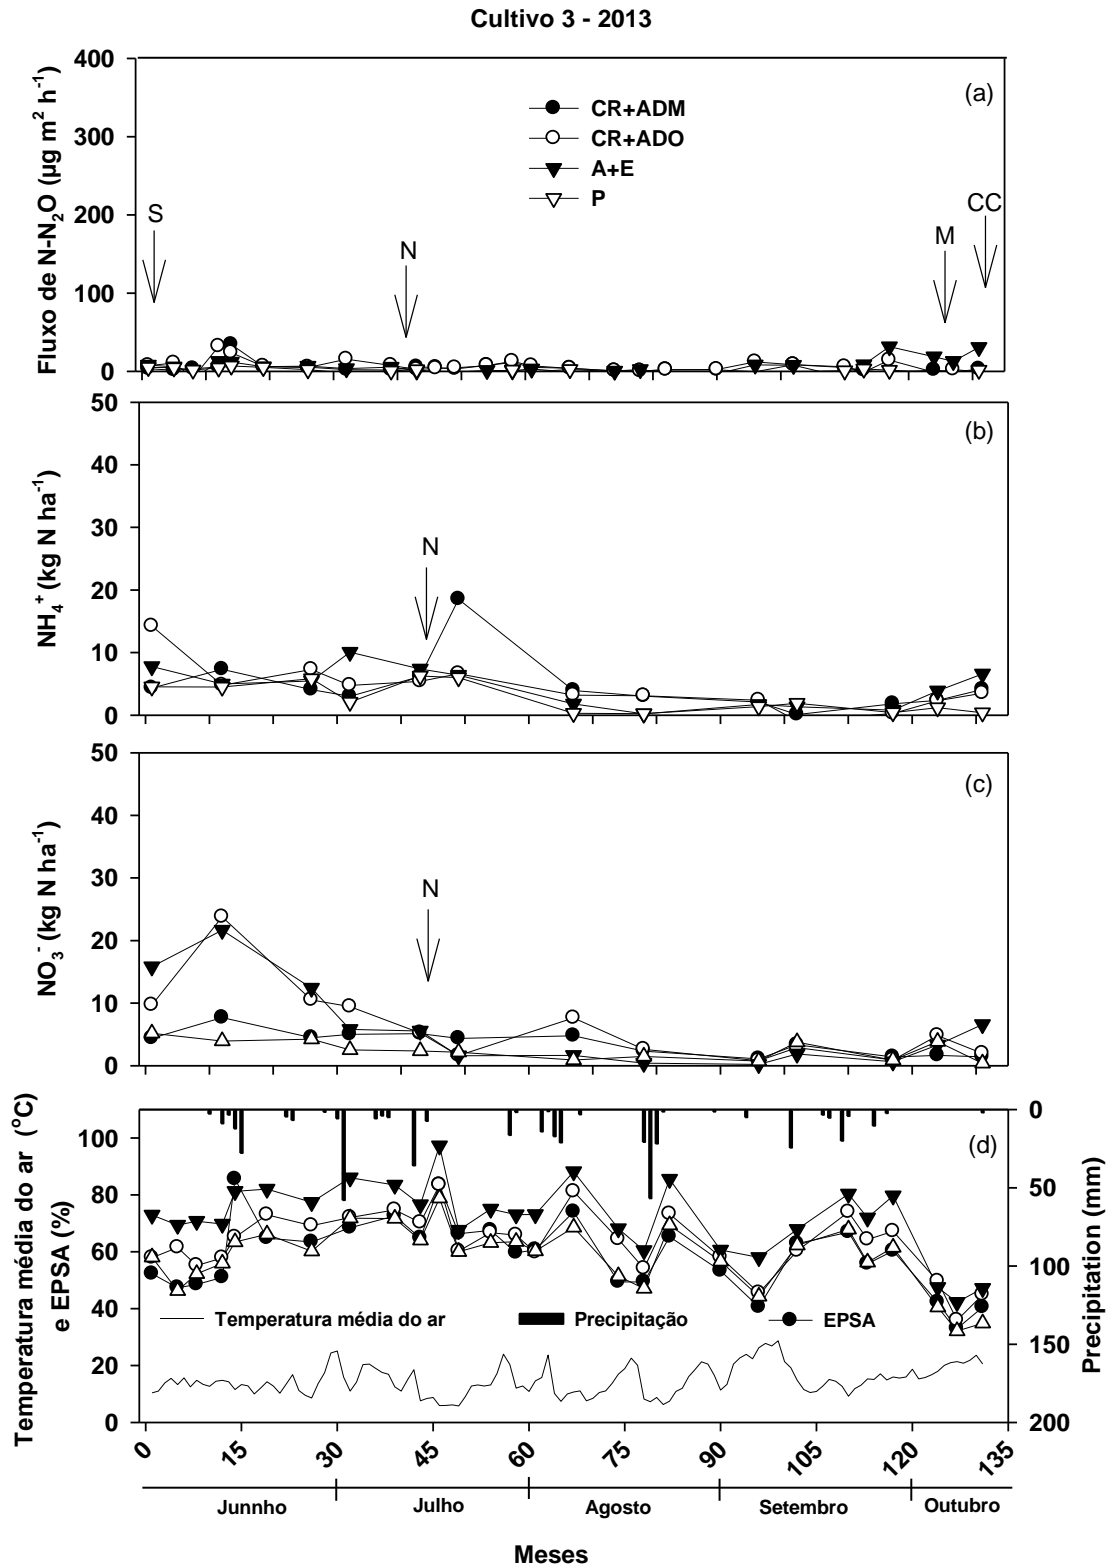 Cultivo 3 - 2013
Fluxo de N-N₂O (µg m² h⁻¹)
400
300
200
100
0
(a)
CR+ADM
CR+ADO
A+E
P
S
N
M
CC
NH₄⁺ (kg N ha⁻¹)
50
40
30
20
10
0
(b)
N
NO₃⁻ (kg N ha⁻¹)
50
40
30
20
10
0
(c)
N
Temperatura média do ar (°C)
e EPSA (%)
100
80
60
40
20
0
(d)
Temperatura média do ar
Precipitação
EPSA
0
50
100
150
200
Precipitation (mm)
0
15
30
45
60
75
90
105
120
135
Junnho
Julho
Agosto
Setembro
Outubro
Meses